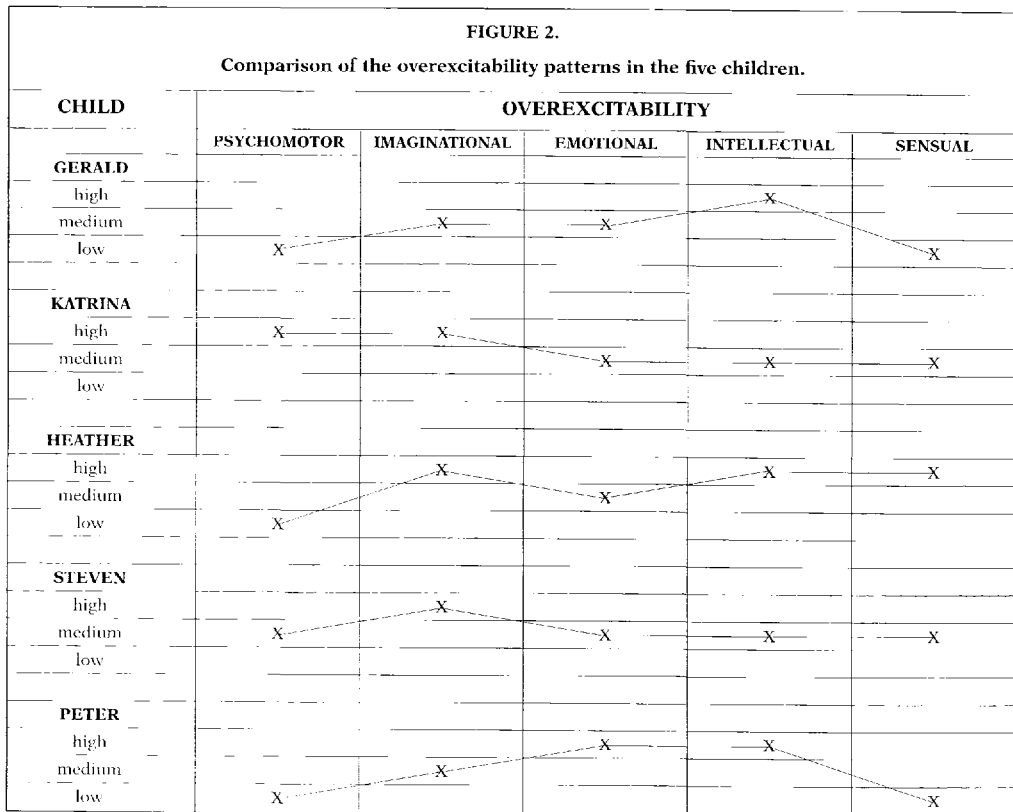 FIGURE 2.
Comparison of the overexcitability patterns in the five children.
CHILD OVEREXCITABILITY
PSYCHOMOTOR IMAGINATIONAL EMOTIONAL INTELLECTUAL SENSUAL
GERALD
high X
medium X X
low X X
KATRINA
high X X
medium X X X
low
HEATHER
high X X X
medium X
low X
STEVEN
high X
medium X X X X
low
PETER
high X X
medium X
low X X